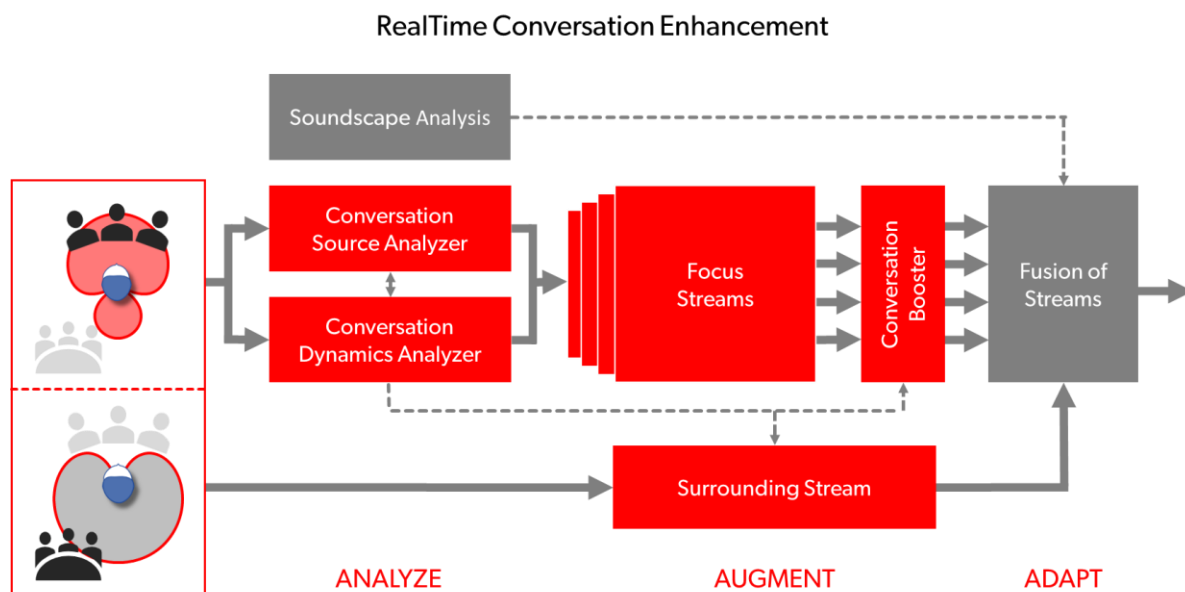 RealTime Conversation Enhancement
Soundscape Analysis
Conversation
Source Analyzer
Conversation
Dynamics Analyzer
Focus
Streams
Conversation
Booster
Fusion of
Streams
Surrounding Stream
ANALYZE
AUGMENT
ADAPT